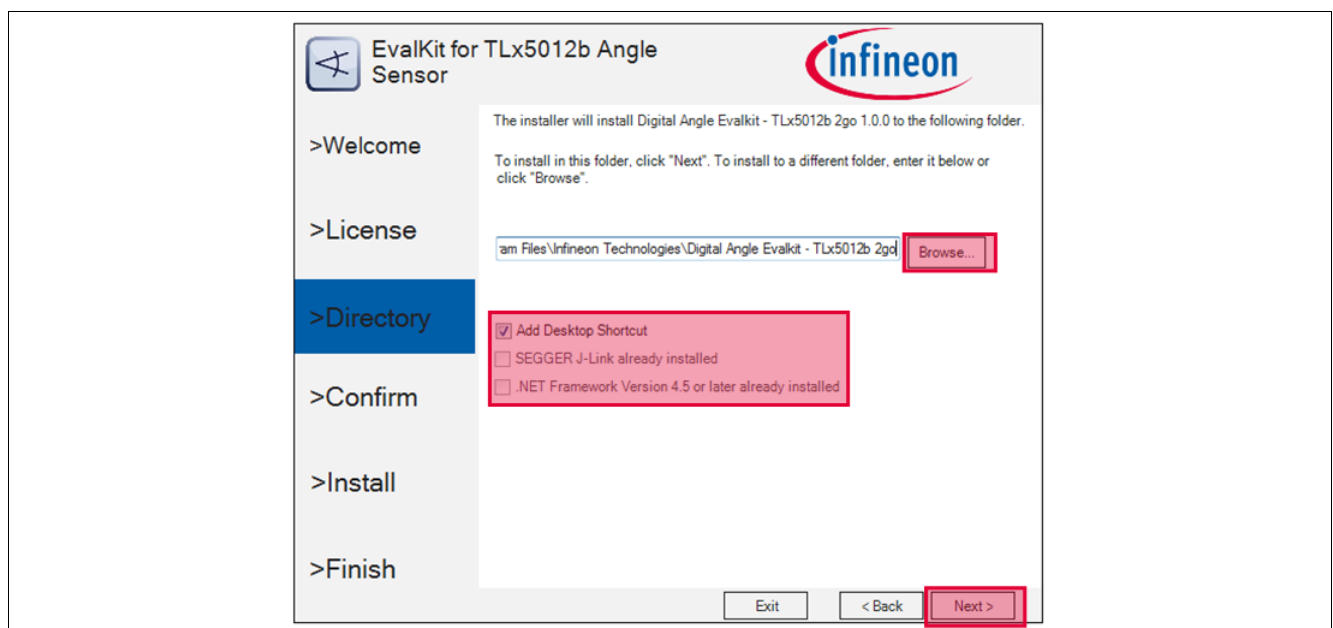 EvalKit for TLx5012b Angle
Sensor
infineon
>Welcome
>License
>Directory
>Confirm
>Install
>Finish
The installer will install Digital Angle Evalkit - TLx5012b 2go 1.0.0 to the following folder.
To install in this folder, click "Next". To install to a different folder, enter it below or
click "Browse".
am Files\Infineon Technologies\Digital Angle Evalkit - TLx5012b 2go
Browse...
Add Desktop Shortcut
SEGGER J-Link already installed
.NET Framework Version 4.5 or later already installed
Exit
< Back
Next >